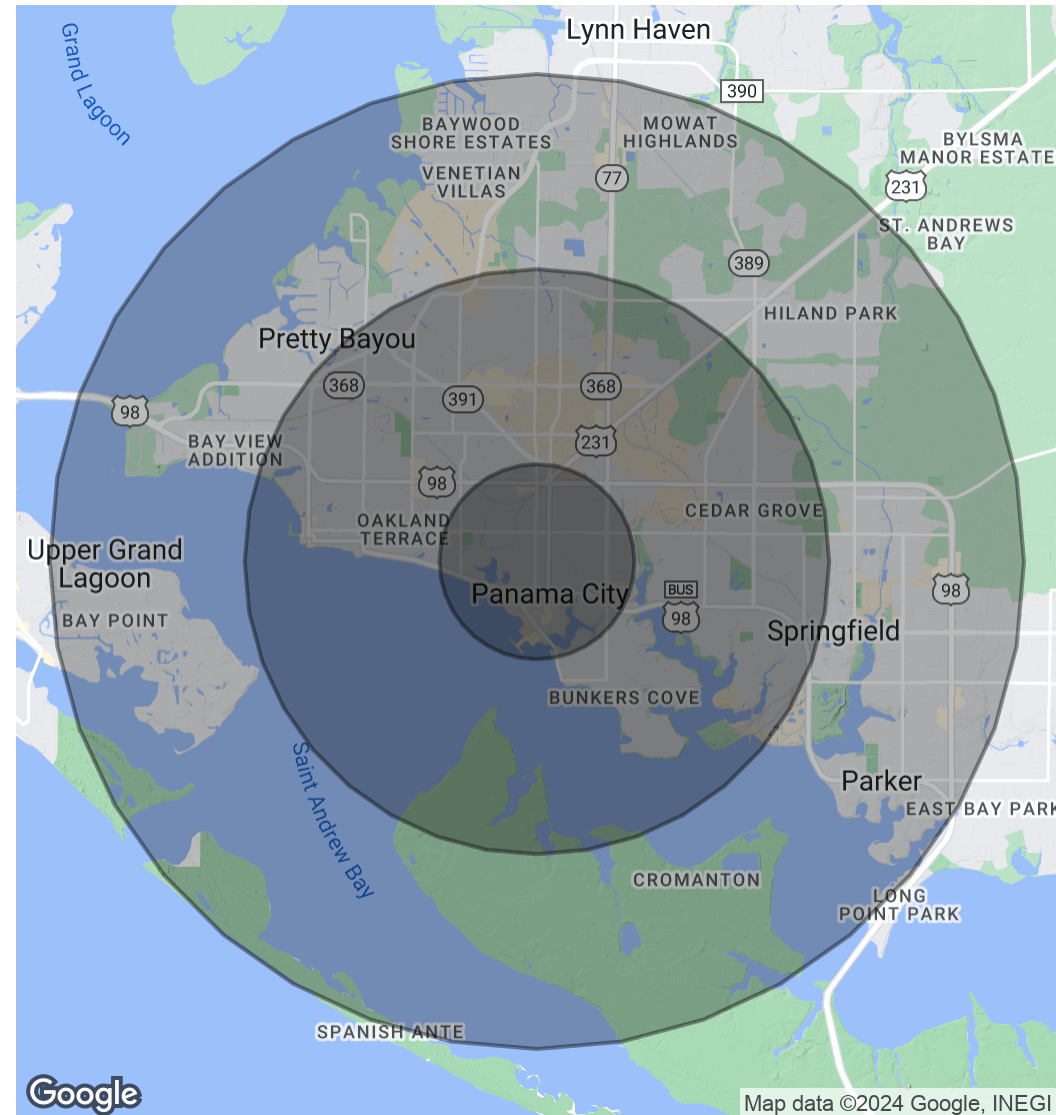 Grand Lagoon
Lynn Haven
390
BAYWOOD
SHORE ESTATES
MOWAT
HIGHLANDS
BYLSMA
MANOR ESTATE
VENETIAN
VILLAS
77
231
ST. ANDREWS
BAY
389
HILAND PARK
Pretty Bayou
368
391
368
98
BAY VIEW
ADDITION
231
98
OAKLAND
TERRACE
CEDAR GROVE
Upper Grand
Lagoon
Panama City
BUS
98
98
BAY POINT
Springfield
BUNKERS COVE
Saint Andrew Bay
Parker
EAST BAY PARK
CROMANTON
LONG
POINT PARK
SPANISH ANTE
Google
Map data ©2024 Google, INEGI